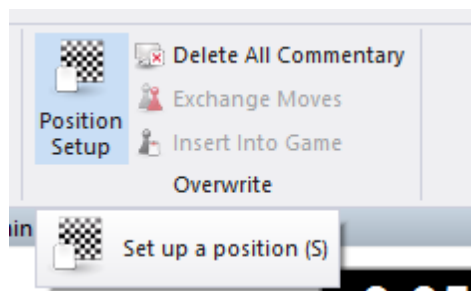 Position
Setup
Delete All Commentary
Exchange Moves
Insert Into Game
Overwrite
Set up a position (S)